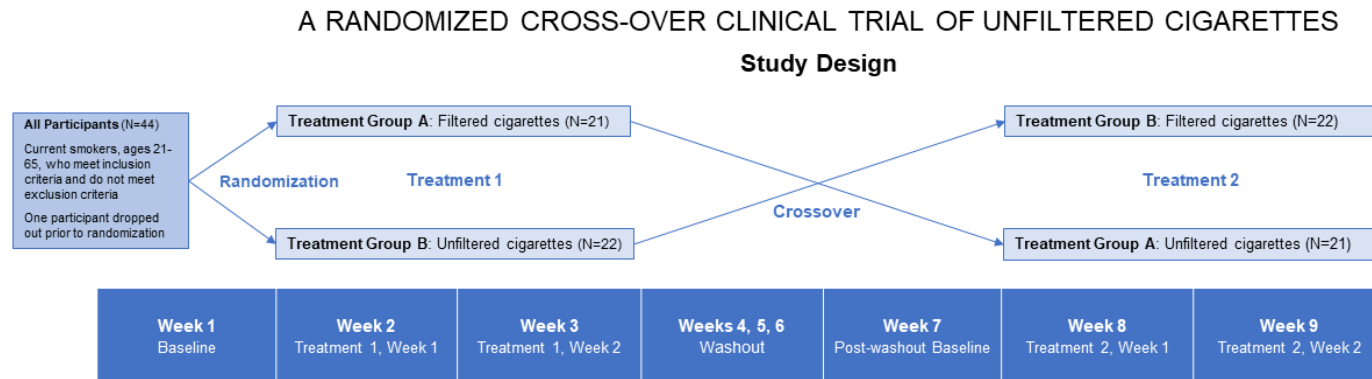 A RANDOMIZED CROSS-OVER CLINICAL TRIAL OF UNFILTERED CIGARETTES
Study Design
All Participants (N=44)
Current smokers, ages 21-
65, who meet inclusion
criteria and do not meet
exclusion criteria
One participant dropped
out prior to randomization
Randomization
Treatment Group A: Filtered cigarettes (N=21)
Treatment 1
Treatment Group B: Unfiltered cigarettes (N=22)
Crossover
Treatment Group B: Filtered cigarettes (N=22)
Treatment 2
Treatment Group A: Unfiltered cigarettes (N=21)
Week 1
Baseline
Week 2
Treatment 1, Week 1
Week 3
Treatment 1, Week 2
Weeks 4, 5, 6
Washout
Week 7
Post-washout Baseline
Week 8
Treatment 2, Week 1
Week 9
Treatment 2, Week 2